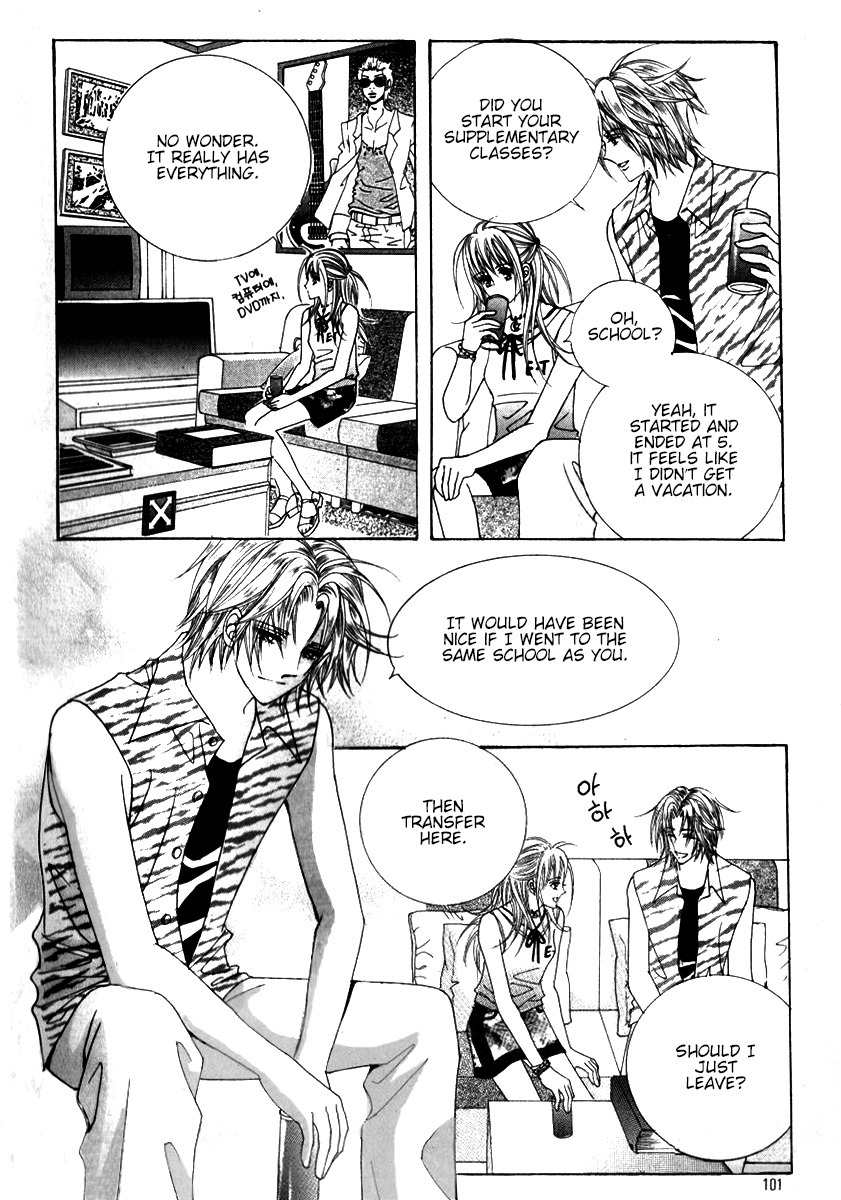 NO WONDER.
IT REALLY HAS
EVERYTHING.
TV에,
컴퓨터에,
DVD까지.
E
X
DID YOU
START YOUR
SUPPLEMENTARY
CLASSES?
OH,
SCHOOL?
E·T
YEAH, IT
STARTED AND
ENDED AT 5.
IT FEELS LIKE
I DIDN'T GET
A VACATION.
IT WOULD HAVE BEEN
NICE IF I WENT TO THE
SAME SCHOOL AS YOU.
THEN
TRANSFER
HERE.
아
하
하
E
SHOULD I
JUST
LEAVE?
101